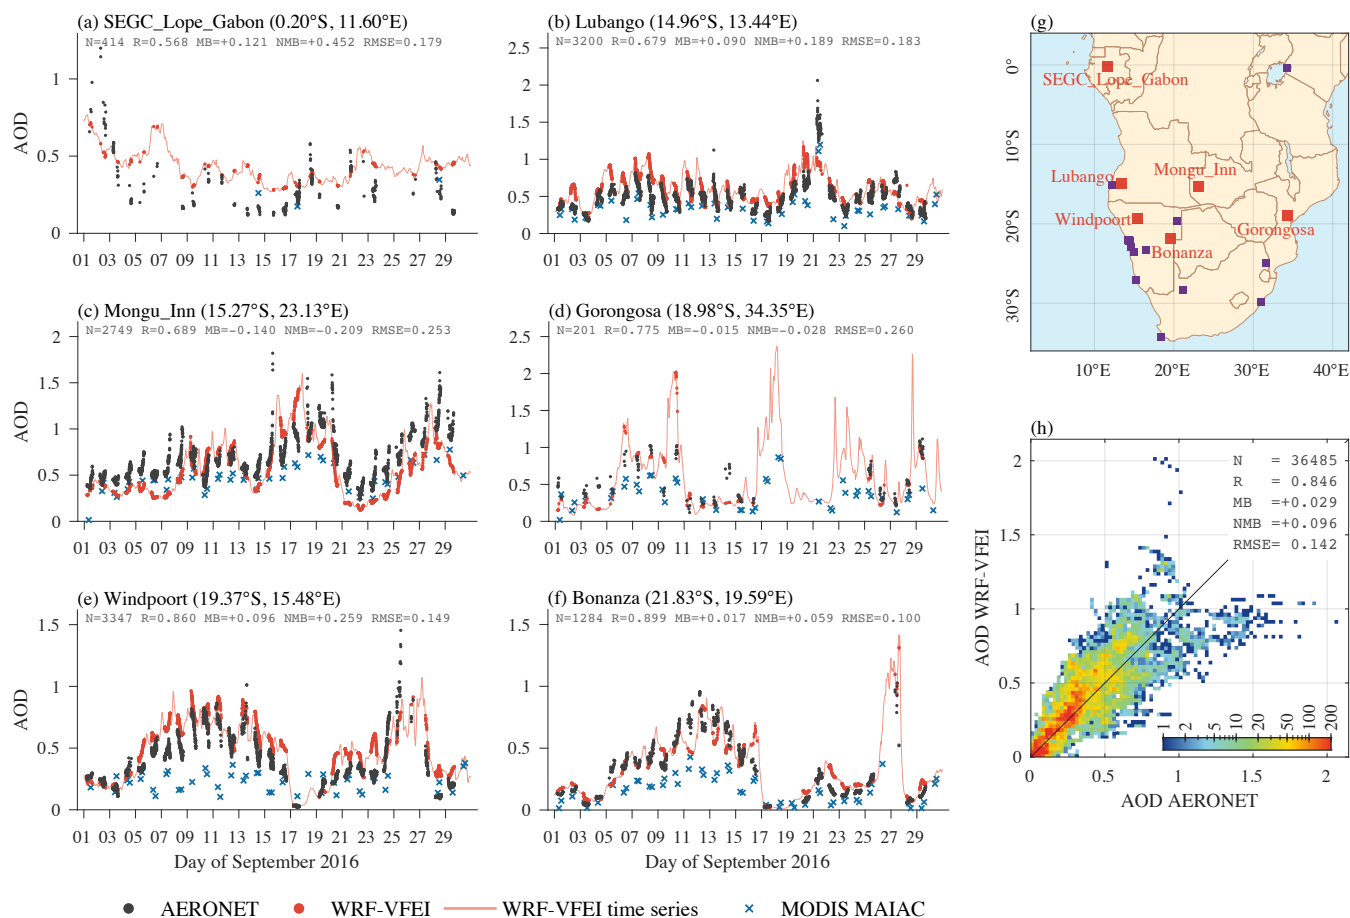 (a) SEGC_Lope_Gabon (0.20°S, 11.60°E)
N=414 R=0.568 MB=+0.121 NMB=+0.452 RMSE=0.179
AOD
1
0.5
0
01 03 05 07 09 11 13 15 17 19 21 23 25 27 29
(b) Lubango (14.96°S, 13.44°E)
N=3200 R=0.679 MB=+0.090 NMB=+0.189 RMSE=0.183
2.5
2
1.5
1
0.5
0
01 03 05 07 09 11 13 15 17 19 21 23 25 27 29
(c) Mongu_Inn (15.27°S, 23.13°E)
N=2749 R=0.689 MB=−0.140 NMB=−0.209 RMSE=0.253
AOD
2
1.5
1
0.5
0
01 03 05 07 09 11 13 15 17 19 21 23 25 27 29
(d) Gorongosa (18.98°S, 34.35°E)
N=201 R=0.775 MB=−0.015 NMB=−0.028 RMSE=0.260
2.5
2
1.5
1
0.5
0
01 03 05 07 09 11 13 15 17 19 21 23 25 27 29
(e) Windpoort (19.37°S, 15.48°E)
N=3347 R=0.860 MB=+0.096 NMB=+0.259 RMSE=0.149
AOD
1.5
1
0.5
0
01 03 05 07 09 11 13 15 17 19 21 23 25 27 29
Day of September 2016
(f) Bonanza (21.83°S, 19.59°E)
N=1284 R=0.899 MB=+0.017 NMB=+0.059 RMSE=0.100
1.5
1
0.5
0
01 03 05 07 09 11 13 15 17 19 21 23 25 27 29
Day of September 2016
(g)
0°
10°S
20°S
30°S
SEGC_Lope_Gabon
Lubango
Mongu_Inn
Windpoort
Gorongosa
Bonanza
10°E 20°E 30°E 40°E
(h)
N = 36485
R = 0.846
MB =+0.029
NMB =+0.096
RMSE= 0.142
AOD WRF-VFEI
2
1.5
1
0.5
0
1 2 5 10 20 50 100 200
0 0.5 1 1.5 2
AOD AERONET
AERONET WRF-VFEI WRF-VFEI time series MODIS MAIAC